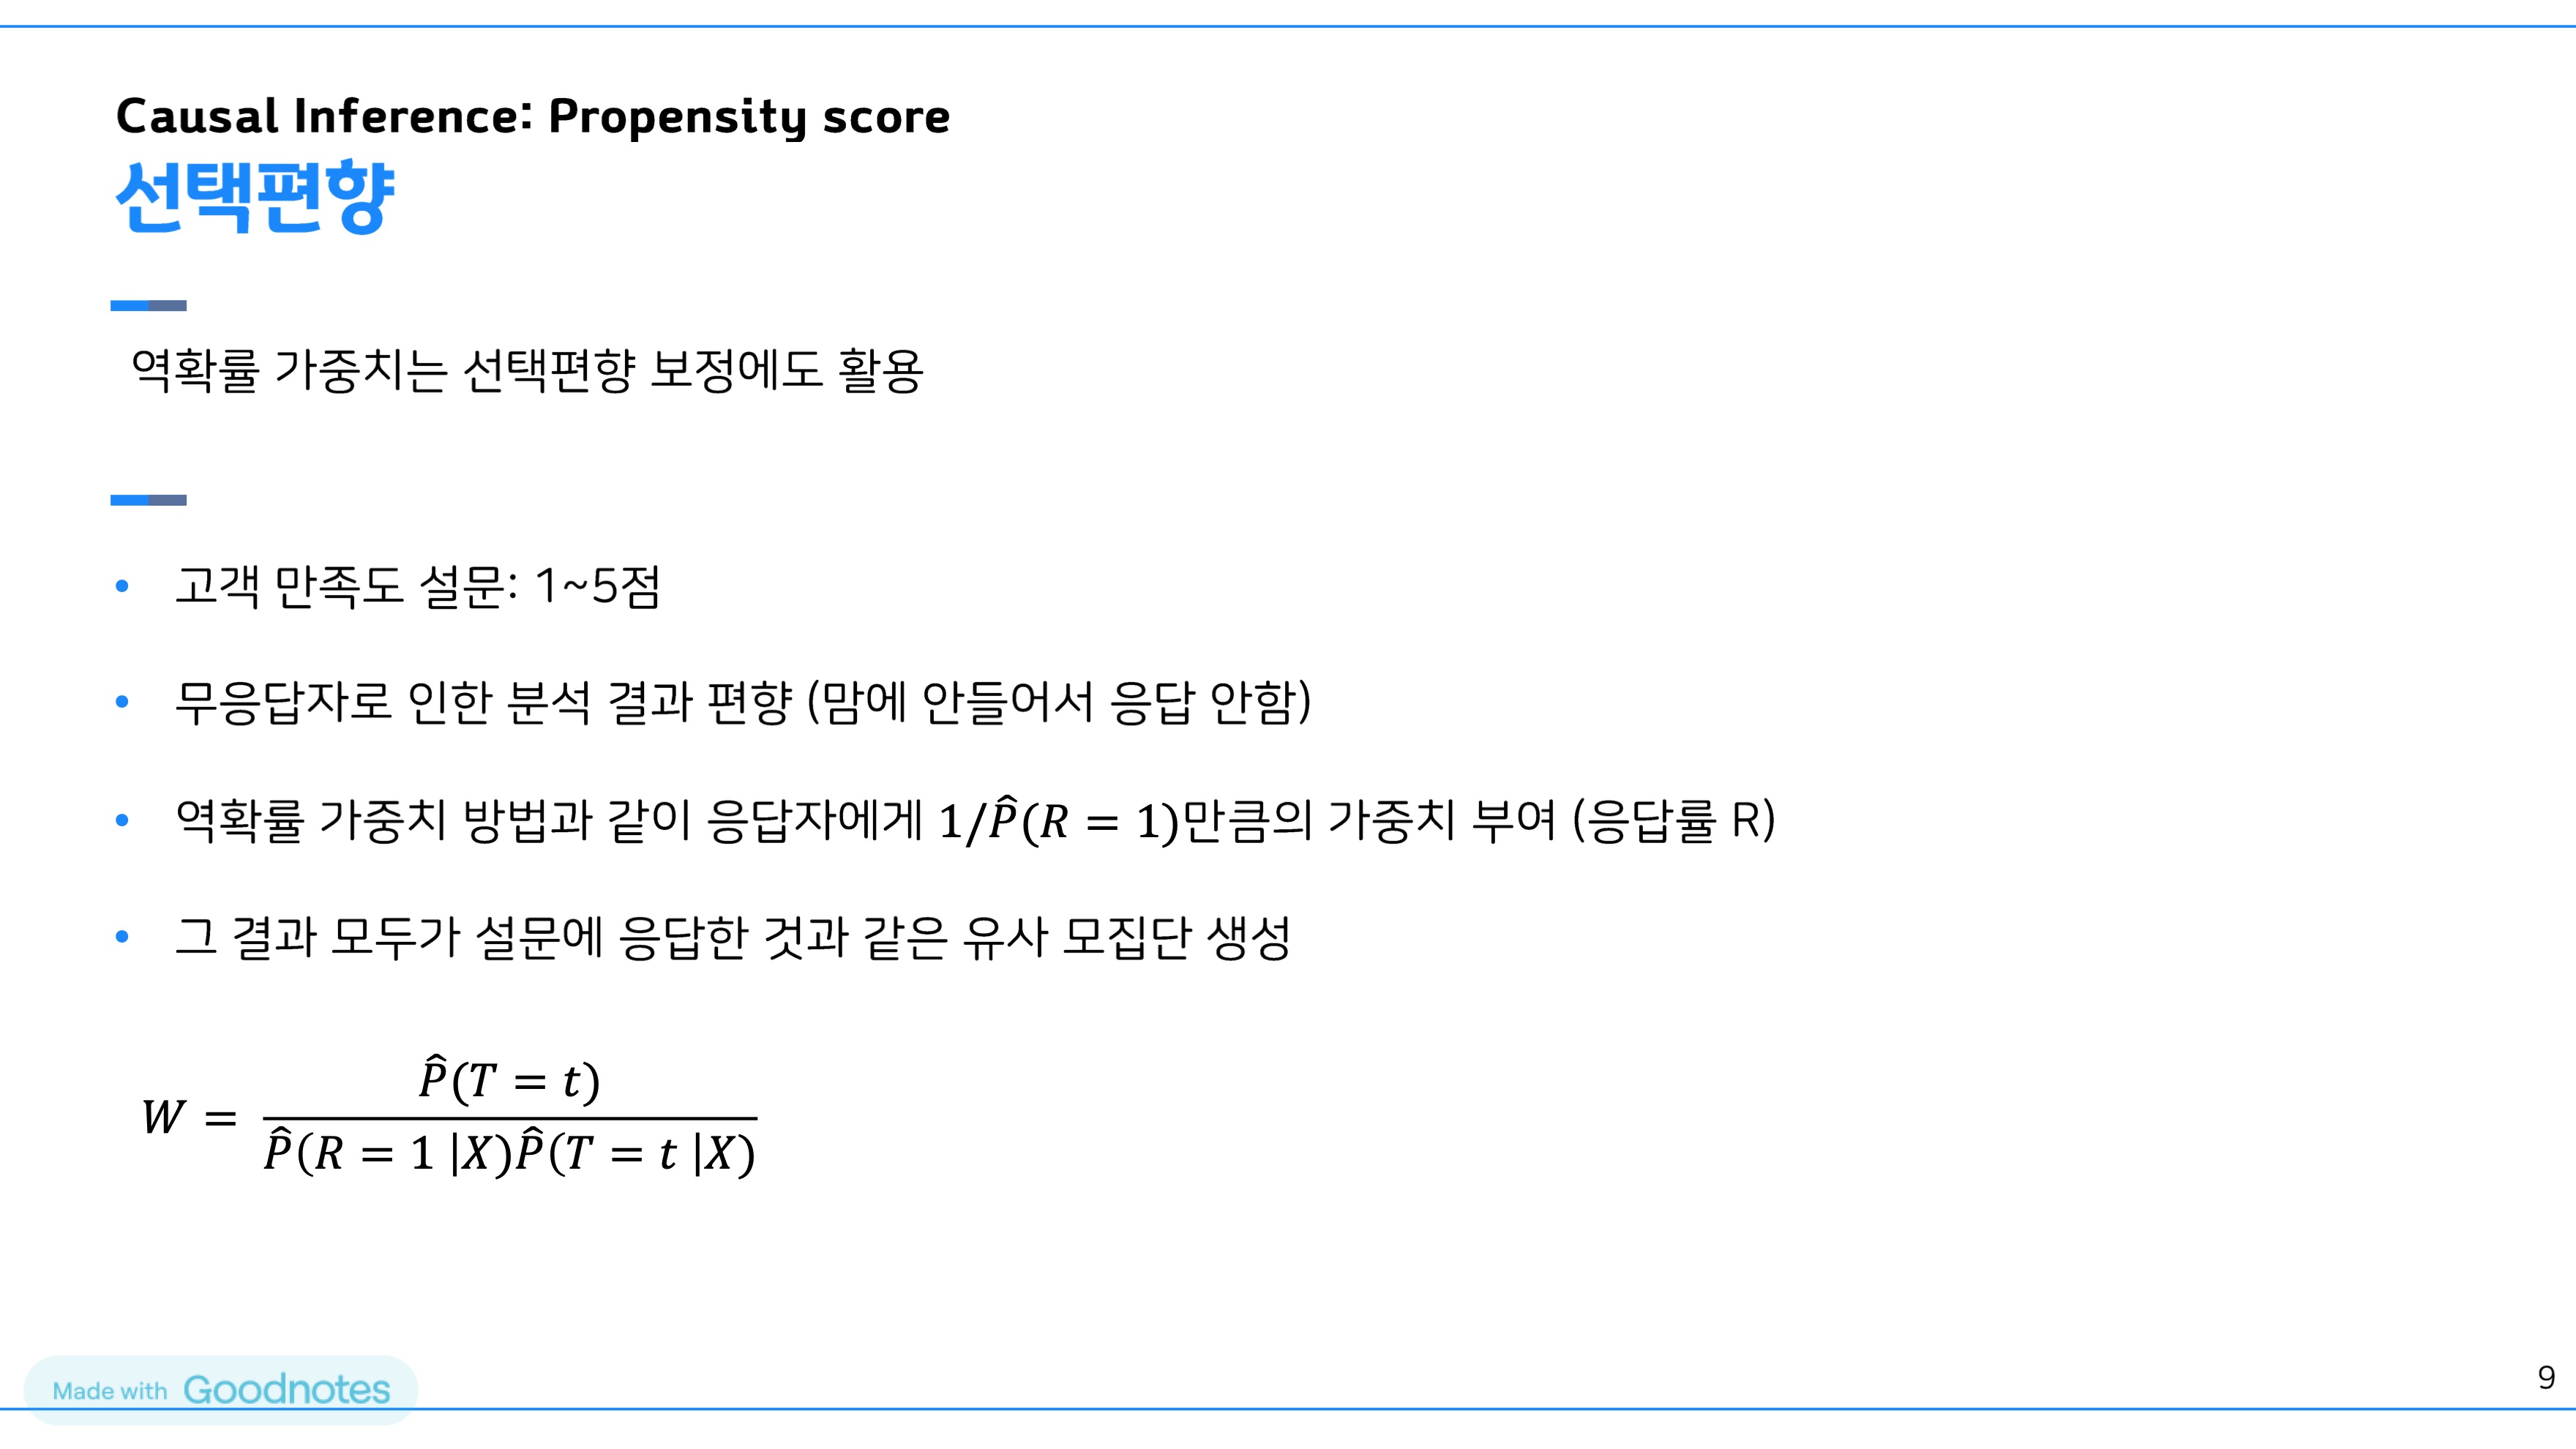 Causal Inference: Propensity score
선택편향
역확률 가중치는 선택편향 보정에도 활용
• 고객 만족도 설문: 1~5점
• 무응답자로 인한 분석 결과 편향 (맘에 안들어서 응답 안함)
• 역확률 가중치 방법과 같이 응답자에게 1/P̂(R = 1)만큼의 가중치 부여 (응답률 R)
• 그 결과 모두가 설문에 응답한 것과 같은 유사 모집단 생성
P̂(T = t)
W =
P̂(R = 1 |X)P̂(T = t |X)
Made with Goodnotes
9